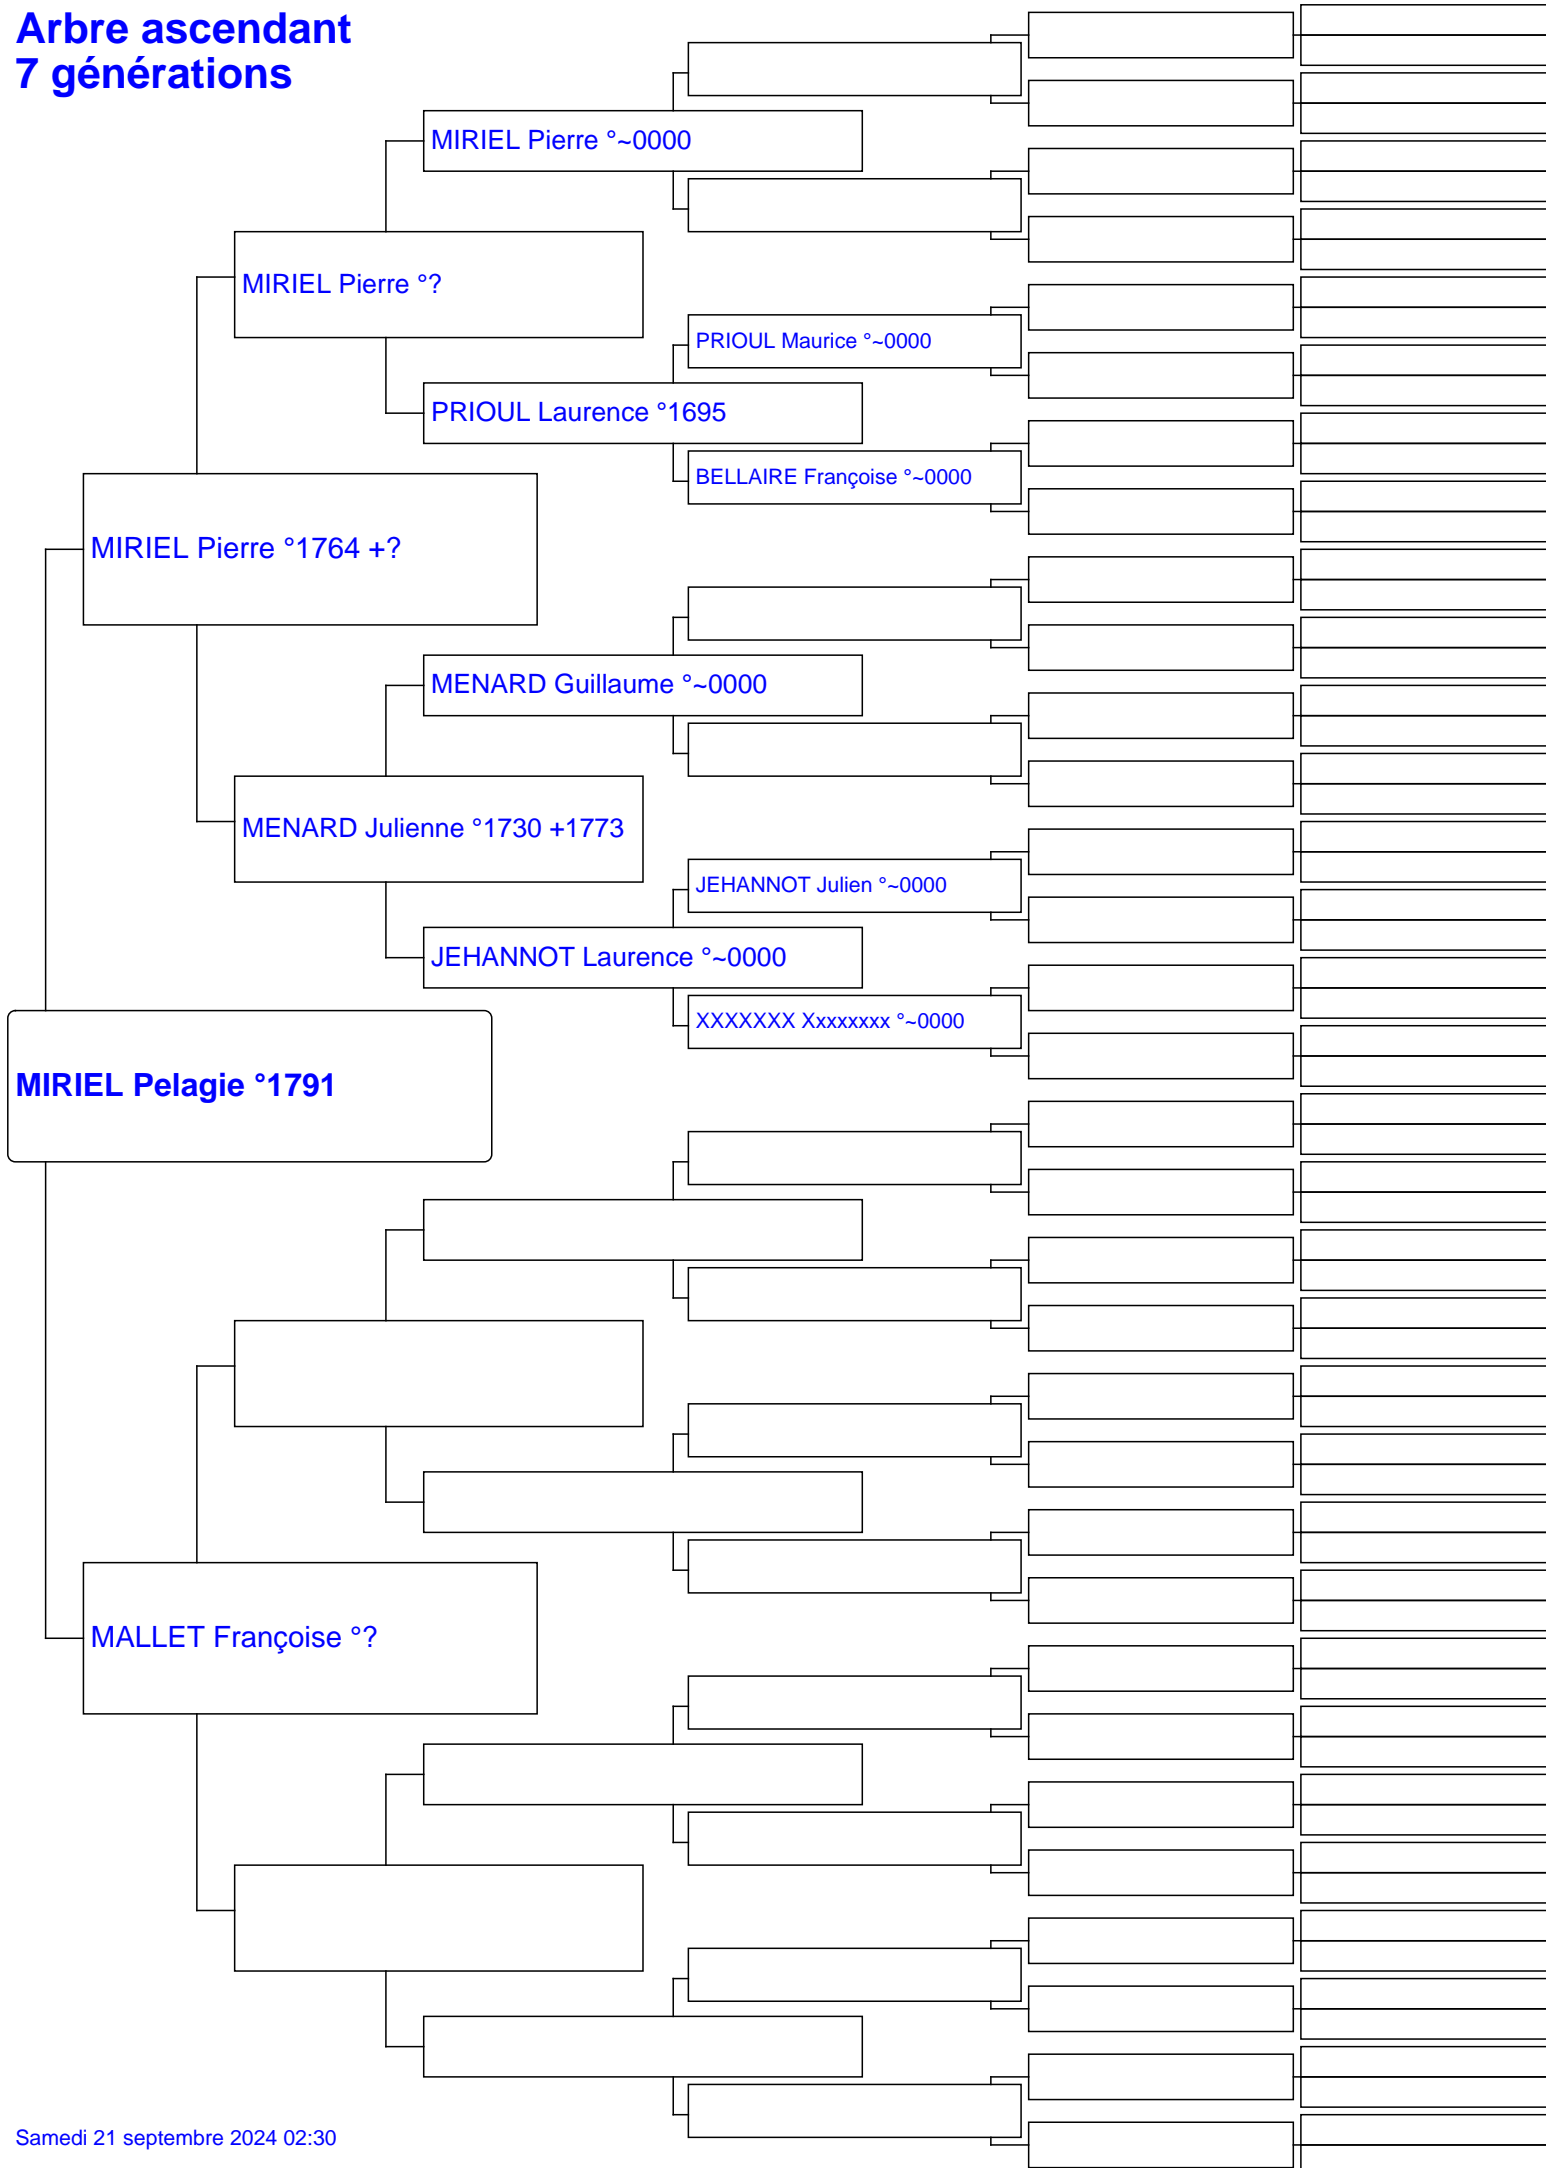 Arbre ascendant
7 générations
MIRIEL Pierre °~0000
MIRIEL Pierre °?
PRIOUL Maurice °~0000
PRIOUL Laurence °1695
BELLAIRE Françoise °~0000
MIRIEL Pierre °1764 +?
MENARD Guillaume °~0000
MENARD Julienne °1730 +1773
JEHANNOT Julien °~0000
JEHANNOT Laurence °~0000
XXXXXXX Xxxxxxxx °~0000
MIRIEL Pelagie °1791
MALLET Françoise °?
Samedi 21 septembre 2024 02:30